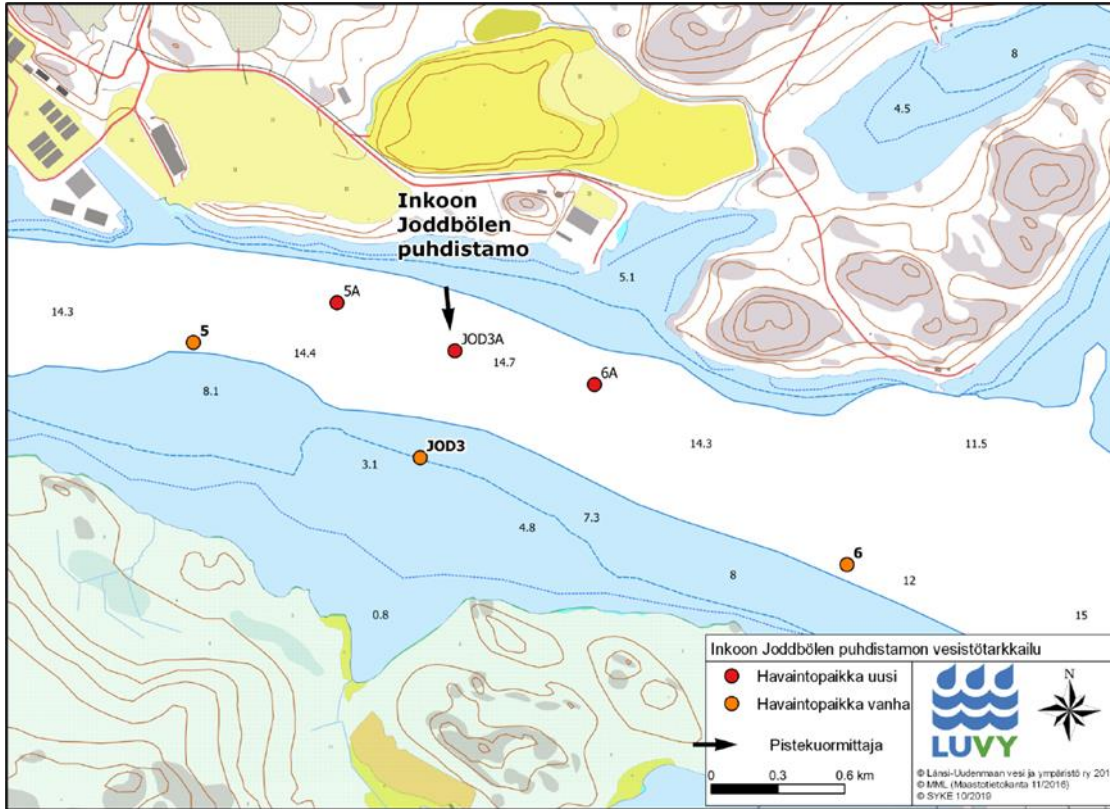 8
4.5
Inkoon
Joddbölen
puhdistamo
5.1
5A
14.3
5
14.4
JOD3A
14.7
6A
8.1
JOD3
14.3
11.5
3.1
4.8
7.3
6
8
12
0.8
15
Inkoon Joddbölen puhdistamon vesistötarkkailu
Havaintopaikka uusi
Havaintopaikka vanha
Pistekuormittaja
0
0.3
0.6 km
N
LUVY
© Länsi-Uudenmaan vesi ja ympäristö ry 201
© MML (Maastotietokanta 11/2016)
© SYKE 10/2019